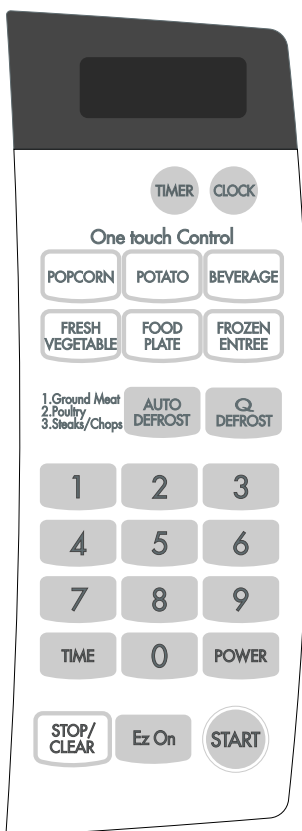 TIMER CLOCK
One touch Control
POPCORN POTATO BEVERAGE
FRESH VEGETABLE FOOD PLATE FROZEN ENTREE
1.Ground Meat
2.Poultry
3.Steaks/Chops
AUTO DEFROST Q DEFROST
1 2 3
4 5 6
7 8 9
TIME 0 POWER
STOP/CLEAR Ez On START